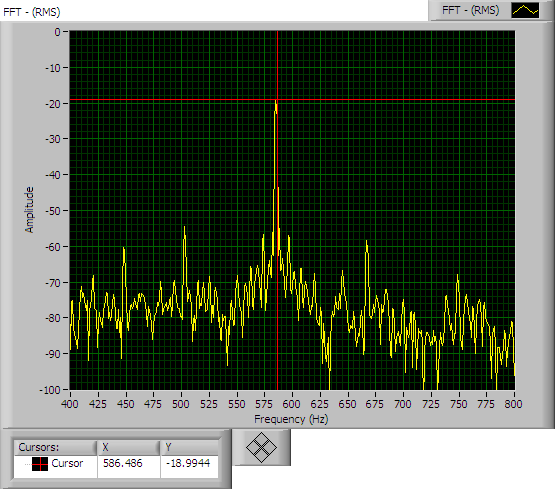 FFT - (RMS)
FFT - (RMS)
0
-10
-20
-30
-40
-50
-60
-70
-80
-90
-100
Amplitude
400 425 450 475 500 525 550 575 600 625 650 675 700 725 750 775 800
Frequency (Hz)
Cursors: X Y
Cursor 586.486 -18.9944